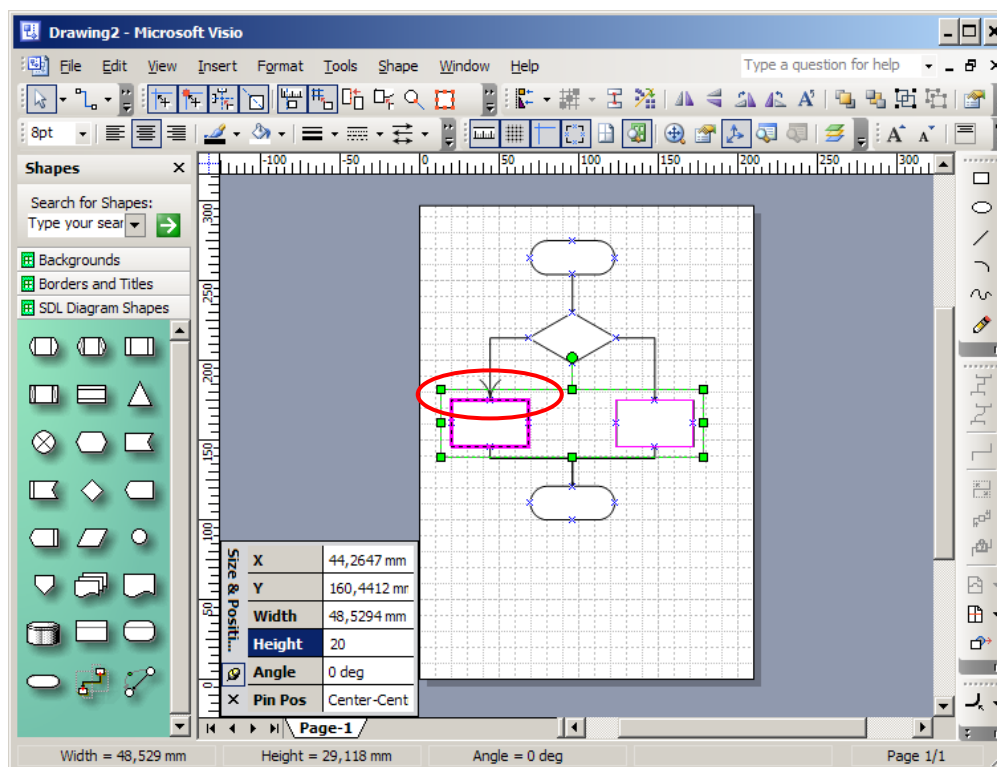 Drawing2 - Microsoft Visio
File Edit View Insert Format Tools Shape Window Help Type a question for help
8pt
Shapes X
Search for Shapes:
Type your sear
Backgrounds
Borders and Titles
SDL Diagram Shapes
-100 -50 0 50 100 150 200 250 300
300
250
200
150
100
50
0
Size & Positi...
X 44,2647 mm
Y 160,4412 mr
Width 48,5294 mm
Height 20
Angle 0 deg
Pin Pos Center-Cent
Page-1
Width = 48,529 mm Height = 29,118 mm Angle = 0 deg Page 1/1